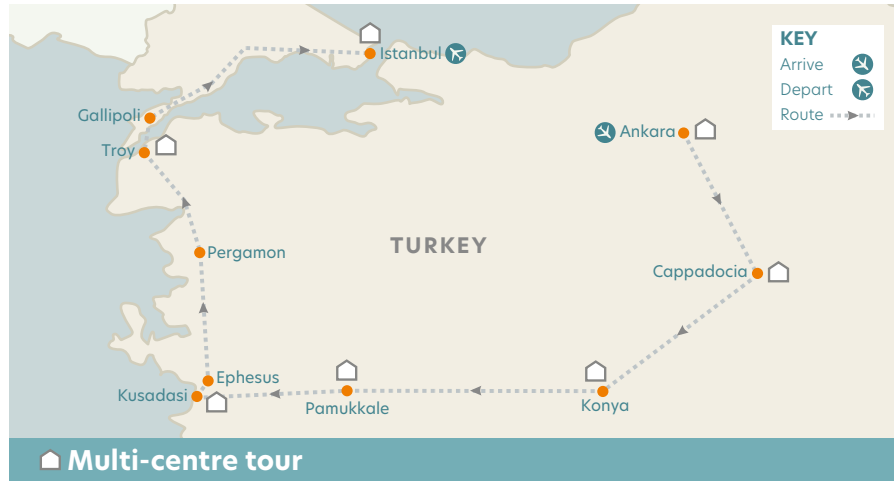 KEY
Arrive
Depart
Route
Istanbul
Gallipoli
Troy
Ankara
Pergamon
TURKEY
Cappadocia
Ephesus
Kusadasi
Pamukkale
Konya
Multi-centre tour